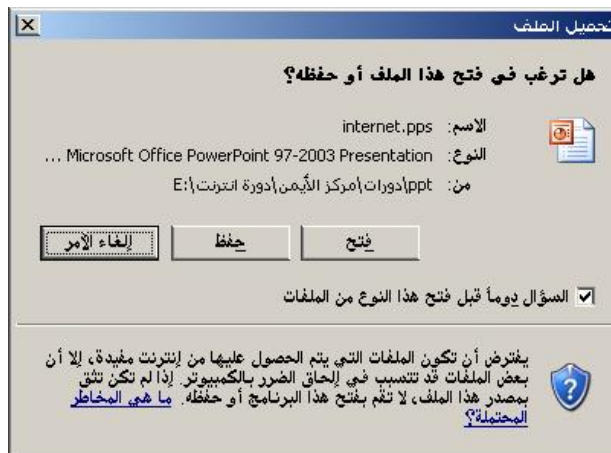 تحميل الملف
هل ترغب في فتح هذا الملف أو حفظه؟
الاسم: internet.pps
النوع: Microsoft Office PowerPoint 97-2003 Presentation ...
من: E:\دورة انترنت\مركز الأيمن\دورات\ppt
فتح
حفظ
إلغاء الأمر
السؤال دوماً قبل فتح هذا النوع من الملفات
يفترض أن تكون الملفات التي يتم الحصول عليها من إنترنت مفيدة، إلا أن
بعض الملفات قد تتسبب في إلحاق الضرر بالكمبيوتر. إذا لم تكن تثق
بمصدر هذا الملف، لا تقم بفتح هذا البرنامج أو حفظه. ما هي المخاطر
المحتملة؟